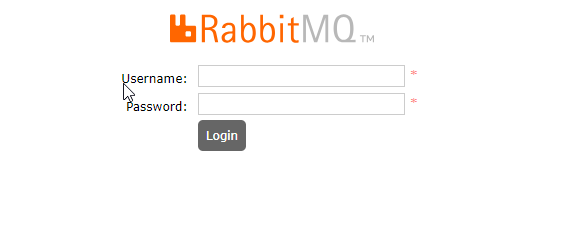 RabbitMQ™
Username: *
Password: *
Login